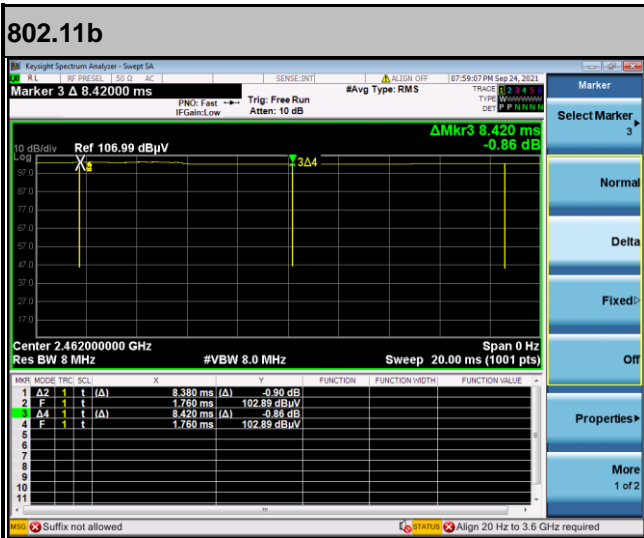 802.11b
Keysight Spectrum Analyzer - Swept SA
RL RF PRESEL 50 Ω AC SENSE:INT ALIGN OFF 07:59:07 PM Sep 24, 2021
Marker 3 Δ 8.42000 ms #Avg Type: RMS TRACE 1 2 3 4 5 6
PNO: Fast Trig: Free Run TYPE WWWWWW
IFGain:Low Atten: 10 dB DET P P N N N N
ΔMkr3 8.420 ms
10 dB/div Ref 106.99 dBµV -0.86 dB
Log
3Δ4
97.0
87.0
77.0
67.0
57.0
47.0
37.0
27.0
17.0
Center 2.462000000 GHz Span 0 Hz
Res BW 8 MHz #VBW 8.0 MHz Sweep 20.00 ms (1001 pts)
MKR MODE TRC SCL X Y FUNCTION FUNCTION WIDTH FUNCTION VALUE
1 Δ2 1 t (Δ) 8.380 ms (Δ) -0.90 dB
2 F 1 t 1.760 ms 102.89 dBµV
3 Δ4 1 t (Δ) 8.420 ms (Δ) -0.86 dB
4 F 1 t 1.760 ms 102.89 dBµV
5
6
7
8
9
10
11
MSG Suffix not allowed STATUS Align 20 Hz to 3.6 GHz required
Marker
Select Marker
3
Normal
Delta
Fixed
Off
Properties
More
1 of 2